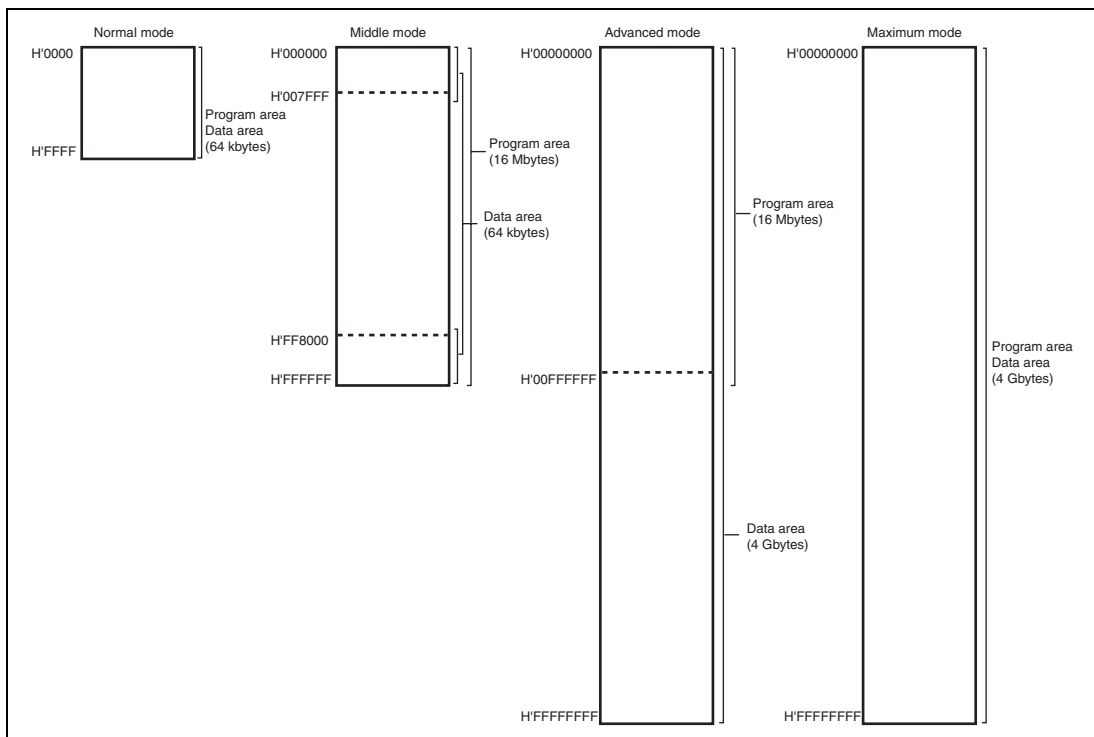 Normal mode
H'0000
H'FFFF
Program area
Data area
(64 kbytes)
Middle mode
H'000000
H'007FFF
H'FF8000
H'FFFFFF
Program area
(16 Mbytes)
Data area
(64 kbytes)
Advanced mode
H'00000000
H'00FFFFFF
H'FFFFFFFF
Program area
(16 Mbytes)
Data area
(4 Gbytes)
Maximum mode
H'00000000
H'FFFFFFFF
Program area
Data area
(4 Gbytes)